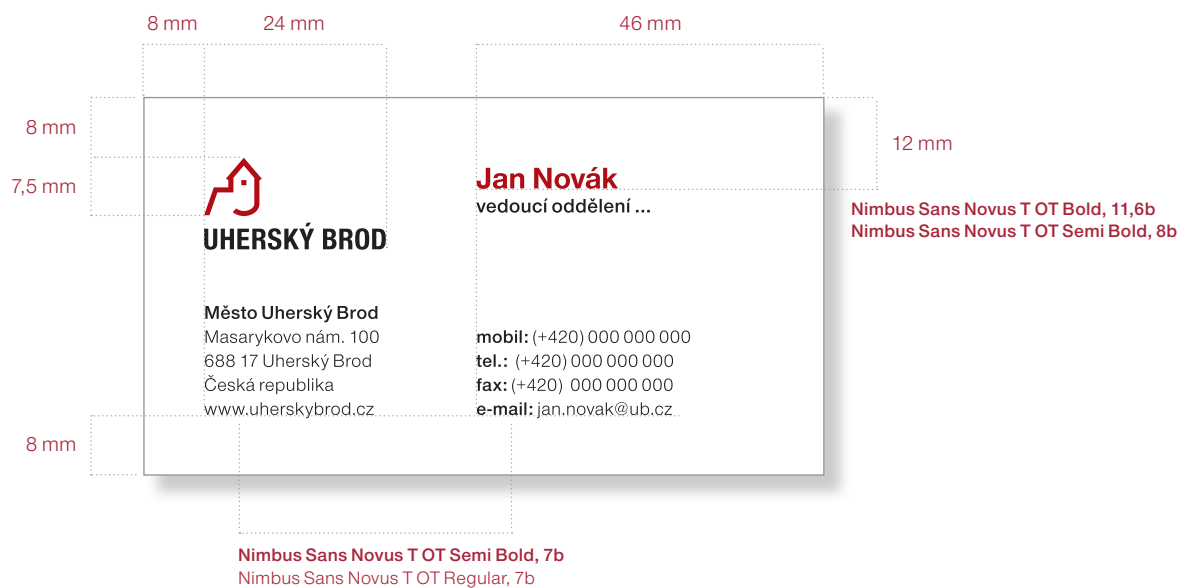 8 mm
24 mm
46 mm
8 mm
12 mm
7,5 mm
Jan Novák
vedoucí oddělení ...
Nimbus Sans Novus T OT Bold, 11,6b
Nimbus Sans Novus T OT Semi Bold, 8b
UHERSKÝ BROD
Město Uherský Brod
Masarykovo nám. 100
688 17 Uherský Brod
Česká republika
www.uherskybrod.cz
mobil: (+420) 000 000 000
tel.: (+420) 000 000 000
fax: (+420) 000 000 000
e-mail: jan.novak@ub.cz
8 mm
Nimbus Sans Novus T OT Semi Bold, 7b
Nimbus Sans Novus T OT Regular, 7b